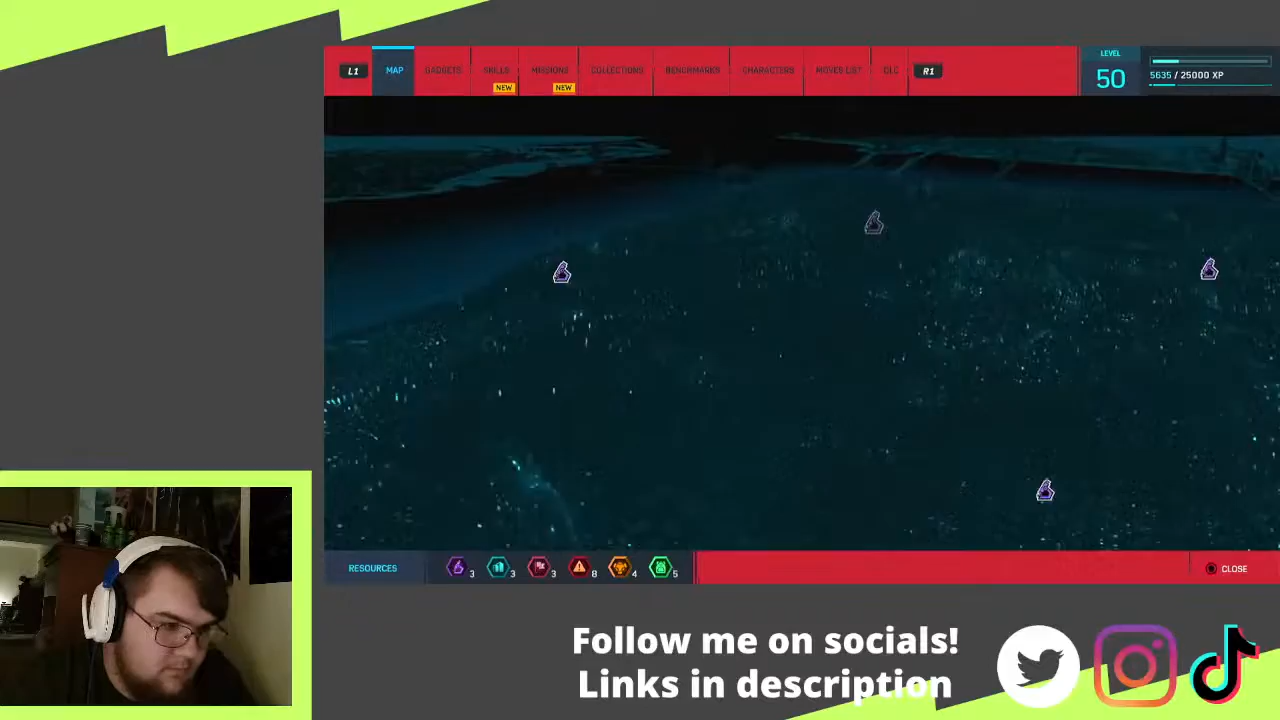 L1 MAP GADGETS SKILLS MISSIONS COLLECTIONS BENCHMARKS CHARACTERS MOVES LIST DLC R1
NEW NEW
LEVEL
50
5635 / 25000 XP
RESOURCES 3 3 3 8 4 5 CLOSE
Follow me on socials!
Links in description